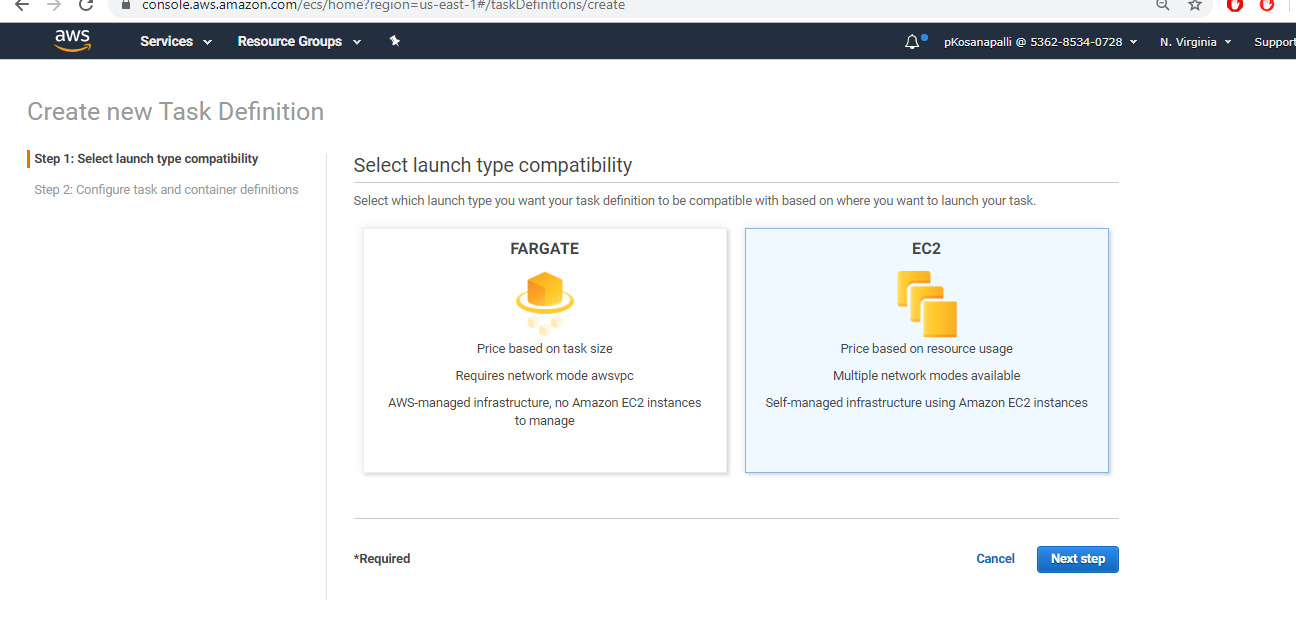 console.aws.amazon.com/ecs/home?region=us-east-1#/taskDefinitions/create
aws Services Resource Groups pKosanapalli @ 5362-8534-0728 N. Virginia Support
Create new Task Definition
Step 1: Select launch type compatibility
Step 2: Configure task and container definitions
Select launch type compatibility
Select which launch type you want your task definition to be compatible with based on where you want to launch your task.
FARGATE
Price based on task size
Requires network mode awsvpc
AWS-managed infrastructure, no Amazon EC2 instances
to manage
EC2
Price based on resource usage
Multiple network modes available
Self-managed infrastructure using Amazon EC2 instances
*Required
Cancel
Next step